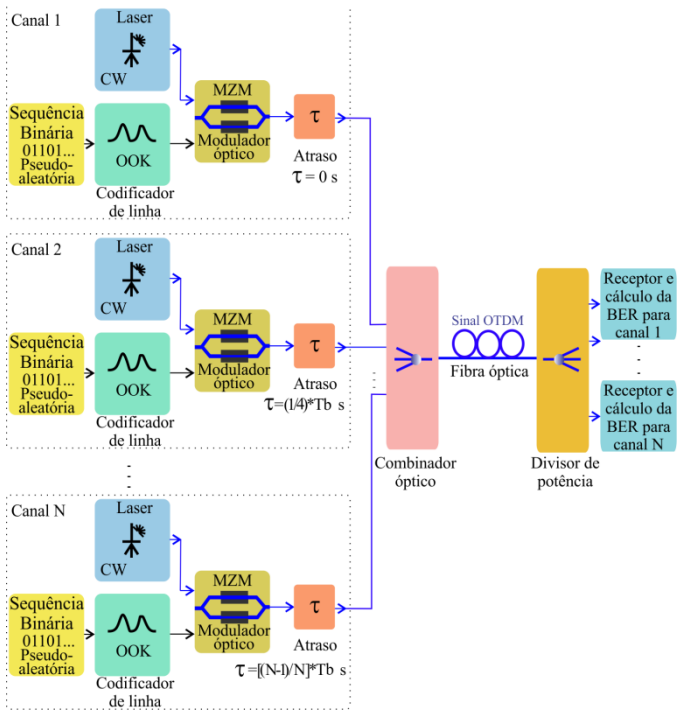 Canal 1
Laser
CW
Sequência
Binária
01101...
Pseudo-
aleatória
OOK
Codificador
de linha
MZM
Modulador
óptico
τ
Atraso
τ = 0 s
Canal 2
Laser
CW
Sequência
Binária
01101...
Pseudo-
aleatória
OOK
Codificador
de linha
MZM
Modulador
óptico
τ
Atraso
τ=(1/4)*Tb s
Canal N
Laser
CW
Sequência
Binária
01101...
Pseudo-
aleatória
OOK
Codificador
de linha
MZM
Modulador
óptico
τ
Atraso
τ=[(N-1)/N]*Tb s
Combinador
óptico
Sinal OTDM
Fibra óptica
Divisor de
potência
Receptor e
cálculo da
BER para
canal 1
Receptor e
cálculo da
BER para
canal N